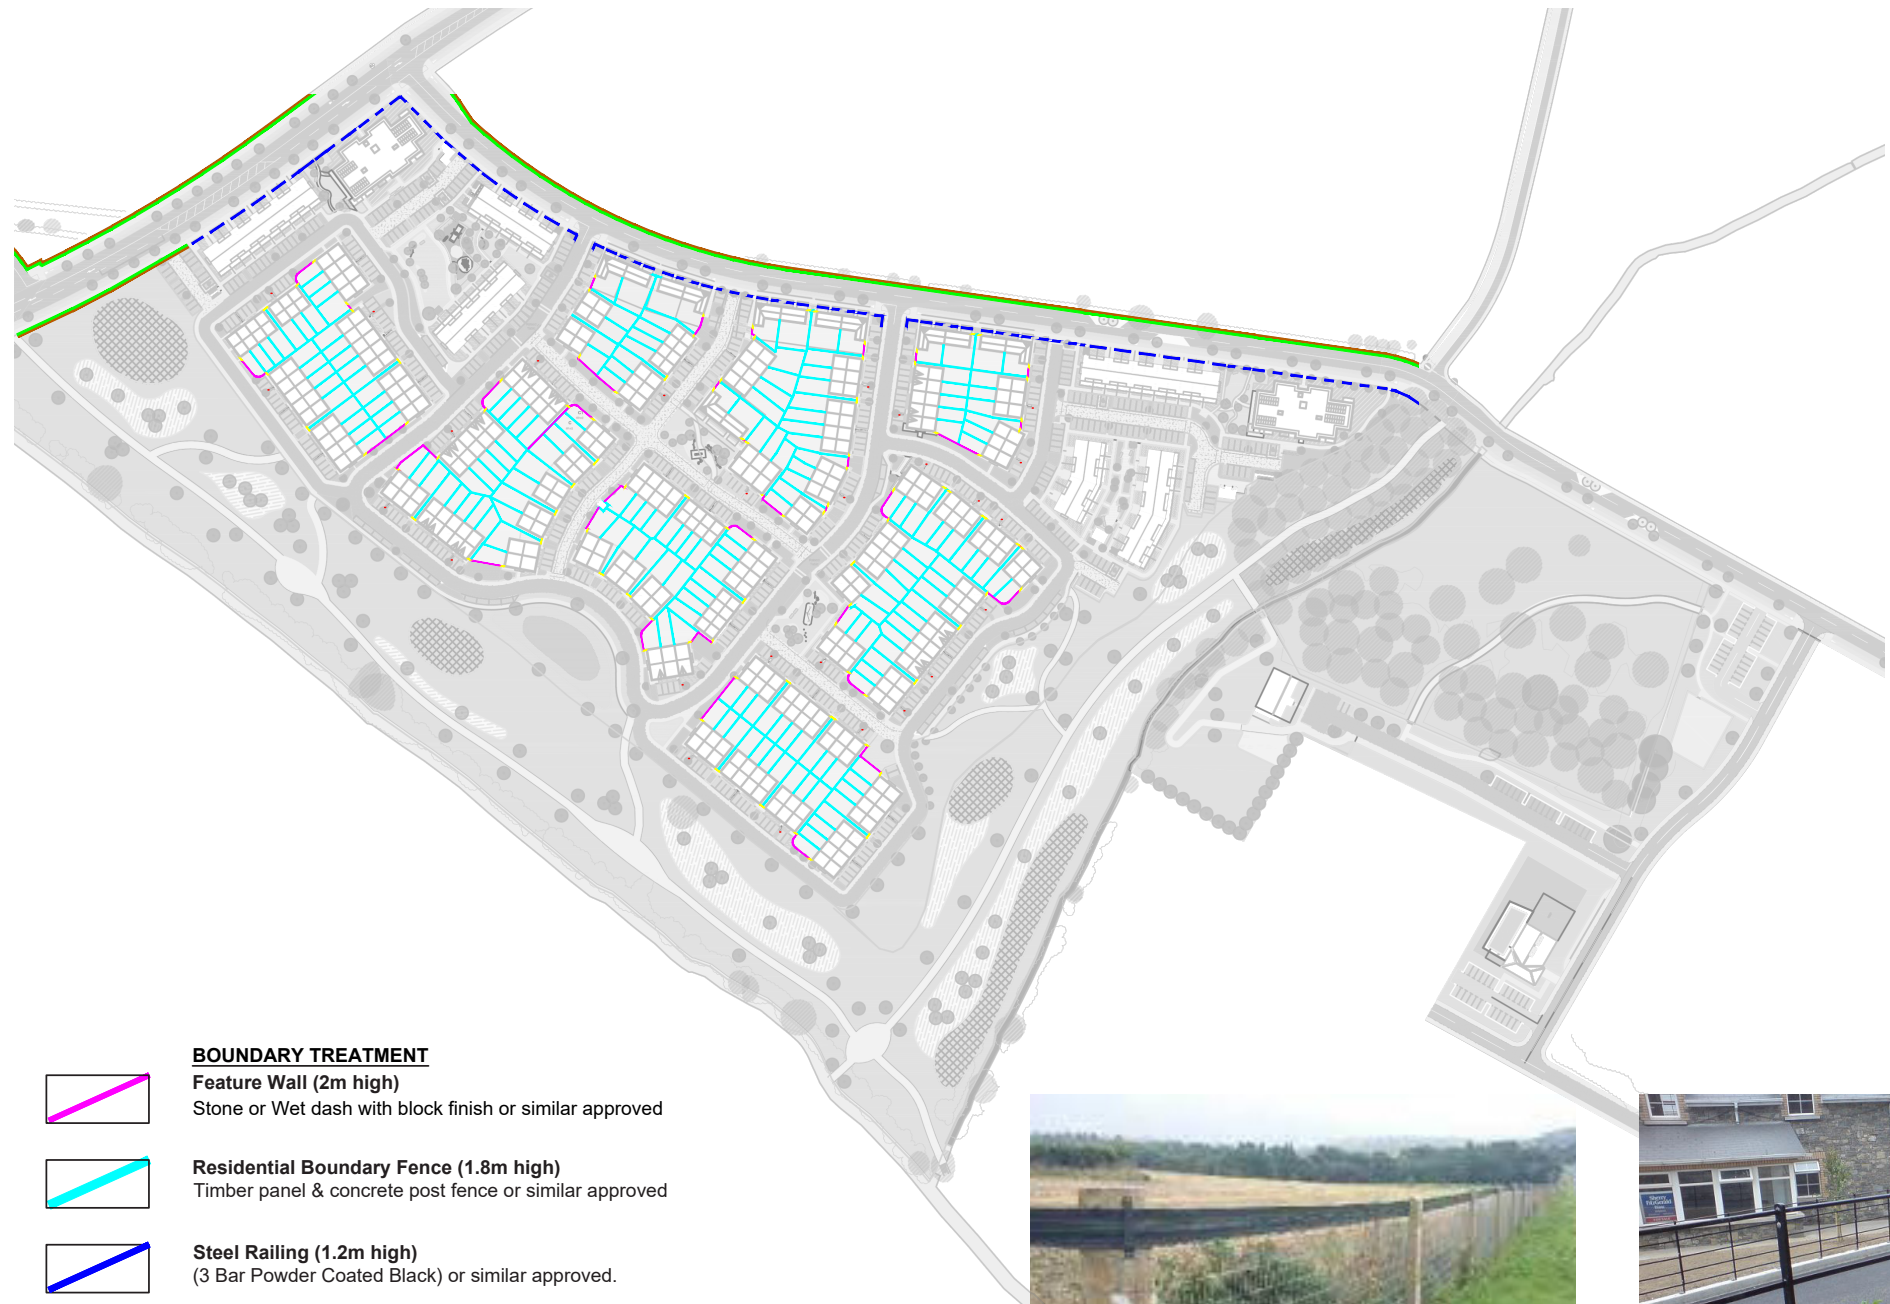 BOUNDARY TREATMENT
Feature Wall (2m high)
Stone or Wet dash with block finish or similar approved
Residential Boundary Fence (1.8m high)
Timber panel & concrete post fence or similar approved
Steel Railing (1.2m high)
(3 Bar Powder Coated Black) or similar approved.
Sherry
FitzGerald